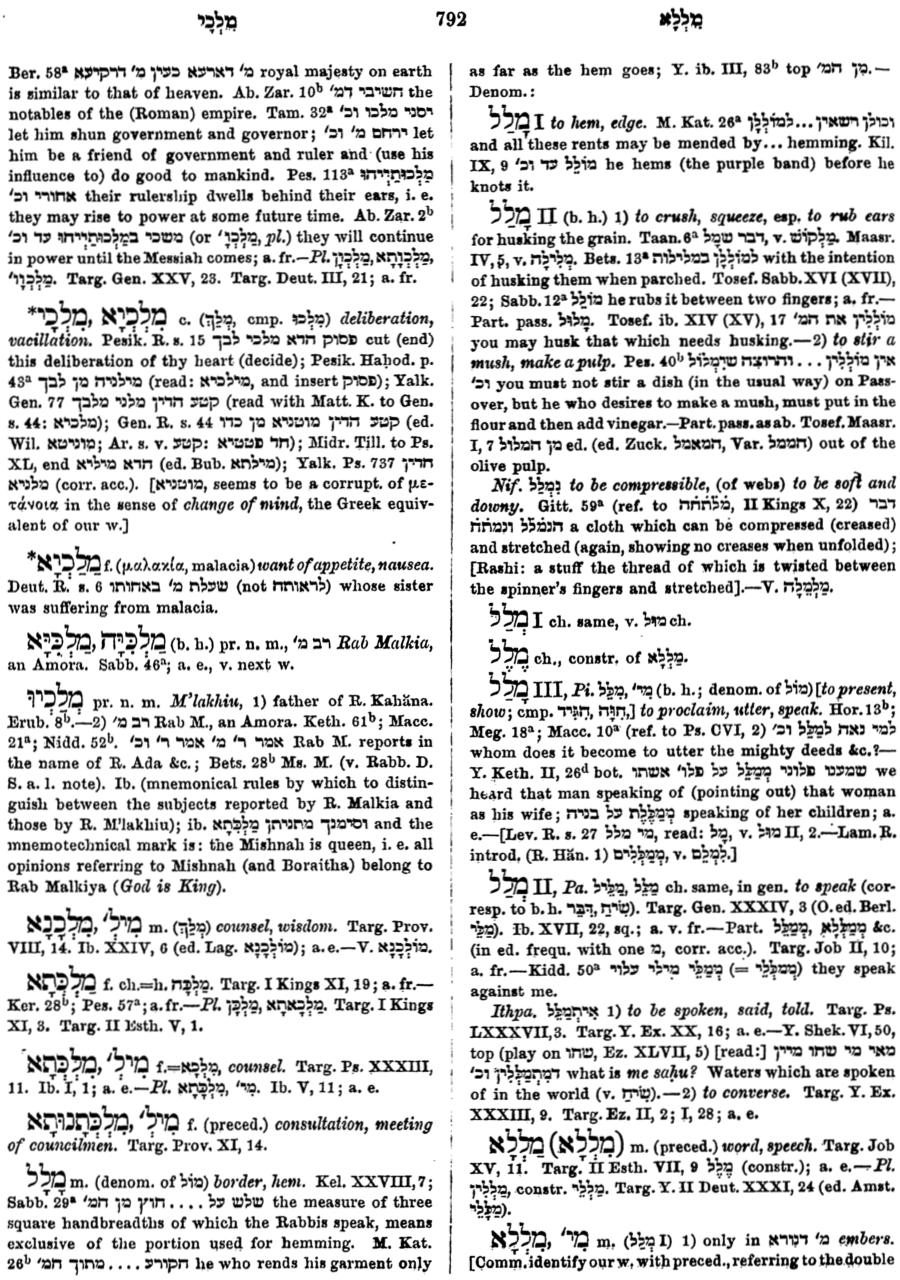 מַלְכָּי 792 מַלְלָא
Ber. 58ᵃ מ' דארעא כעין מ' דרקיעא royal majesty on earth
is similar to that of heaven. Ab. Zar. 10ᵇ חשיבי דמ' the
notables of the (Roman) empire. Tam. 32ᵃ יסני מלכו וכ'
let him shun government and governor; ירחם מ' וכ' let
him be a friend of government and ruler and (use his
influence to) do good to mankind. Pes. 113ᵃ מַלְכוּתַיְיהוּ
אחורי וכ' their rulership dwells behind their ears, i. e.
they may rise to power at some future time. Ab. Zar. 2ᵇ
משכי במַלְכוּתַיְיהוּ עד וכ' (or מַלְכְוָ', pl.) they will continue
in power until the Messiah comes; a. fr.—Pl. מַלְכְוָתָא, מַלְכְוָן,
מַלְכְוָו'. Targ. Gen. XXV, 23. Targ. Deut. III, 21; a. fr.
*מַלְכַּי, מַלְכְּיָא c. (מְלַךְ, cmp. מַלְכּוּ) deliberation,
vacillation. Pesik. R. s. 15 פסוק הדא מלכי לבך cut (end)
this deliberation of thy heart (decide); Pesik. Haḥod. p.
43ᵃ מילניה מן לבך (read: מילכיא, and insert פסוק); Yalk.
Gen. 77 קטע הדין מלני מלבך (read with Matt. K. to Gen.
s. 44: מלכיא); Gen. R. s. 44 קטע הדין מוטניא מן כדו (ed.
Wil. מוניטא; Ar. s. v. קטע: הד פטטיא); Midr. Till. to Ps.
XL, end הדא מיליא (ed. Bub. מילתא); Yalk. Ps. 737 הדין
מלניא (corr. acc.). [מוטניא, seems to be a corrupt. of με-
τάνοια in the sense of change of mind, the Greek equiv-
alent of our w.]
*מַלַכְיָא f. (μαλακία, malacia) want of appetite, nausea.
Deut. R. s. 6 שעלת מ' באחותו (not לראותה) whose sister
was suffering from malacia.
מַלְכִּיָּה, מַלְכִּיָּא (b. h.) pr. n. m., רב מ' Rab Malkia,
an Amora. Sabb. 46ᵃ; a. e., v. next w.
מְלַכְיוּ pr. n. m. M'lakhiu, 1) father of R. Kahăna.
Erub. 8ᵇ.—2) רב מ' Rab M., an Amora. Keth. 61ᵇ; Macc.
21ᵃ; Nidd. 52ᵇ. אמר ר' מ' אמר ר' וכ' Rab M. reports in
the name of R. Ada &c.; Bets. 28ᵇ Ms. M. (v. Rabb. D.
S. a. l. note). Ib. (mnemonical rules by which to distin-
guish between the subjects reported by R. Malkia and
those by R. M'lakhiu); ib. וסימנך מתניתן מַלְכְּתָא and the
mnemotechnical mark is: the Mishnah is queen, i. e. all
opinions referring to Mishnah (and Boraitha) belong to
Rab Malkiya (God is King).
מִילְ', מַלְכְּנָא m. (מְלַךְ) counsel, wisdom. Targ. Prov.
VIII, 14. Ib. XXIV, 6 (ed. Lag. מוֹלְכָנָא); a. e.—V. מוֹלְכָנָא.
מַלְכְּתָא f. ch.=h. מַלְכָּה. Targ. I Kings XI, 19; a. fr.—
Ker. 28ᵇ; Pes. 57ᵃ; a. fr.—Pl. מַלְכָאתָא, מַלְכָּן. Targ. I Kings
XI, 3. Targ. II Esth. V, 1.
מִילְ', מִלְכְּתָא f.=מִלְכָּא, counsel. Targ. Ps. XXXIII,
11. Ib. I, 1; a. e.—Pl. מִלְכָּתָא, מִי'. Ib. V, 11; a. e.
מִילְ', מִלְכְּתָנוּתָא f. (preced.) consultation, meeting
of councilmen. Targ. Prov. XI, 14.
מְלָל m. (denom. of מוֹל) border, hem. Kel. XXVIII, 7;
Sabb. 29ᵃ שלש על .... חוץ מן המ' the measure of three
square handbreadths of which the Rabbis speak, means
exclusive of the portion used for hemming. M. Kat.
26ᵇ הקורע .... מתוך המ' he who rends his garment only
as far as the hem goes; Y. ib. III, 83ᵇ top מן המ'.—
Denom.:
מָלַל I to hem, edge. M. Kat. 26ᵃ וכולן רשאין...למוֹלְלָן
and all these rents may be mended by... hemming. Kil.
IX, 9 מוֹלֵל עד וכ' he hems (the purple band) before he
knots it.
מָלַל II (b. h.) 1) to crush, squeeze, esp. to rub ears
for husking the grain. Taan. 6ᵃ דבר שמָל, v. מַלְקוֹשׁ. Maasr.
IV, 5, v. מְלִילָה. Bets. 13ᵃ למוֹלְלָן במלילות with the intention
of husking them when parched. Tosef. Sabb. XVI (XVII),
22; Sabb. 12ᵃ מוֹלֵל he rubs it between two fingers; a. fr.—
Part. pass. מָלוּל. Tosef. ib. XIV (XV), 17 מוֹלְלִין את המ'
you may husk that which needs husking.—2) to stir a
mush, make a pulp. Pes. 40ᵇ אין מוֹלְלִין . . . והרוצה שיִמְלוֹל
וכ' you must not stir a dish (in the usual way) on Pass-
over, but he who desires to make a mush, must put in the
flour and then add vinegar.—Part. pass. as ab. Tosef. Maasr.
I, 7 מן המלול ed. (ed. Zuck. המאמל, Var. הממל) out of the
olive pulp.
Nif. נִמְלַל to be compressible, (of webs) to be soft and
downy. Gitt. 59ᵃ (ref. to מֶלְתָּחָה, II Kings X, 22) דבר
הנמלל ונמתח a cloth which can be compressed (creased)
and stretched (again, showing no creases when unfolded);
[Rashi: a stuff the thread of which is twisted between
the spinner's fingers and stretched].—V. מַלְמֵלָה.
מְלַל I ch. same, v. מוּל ch.
מְלֵל ch., constr. of מַלְלָא.
מָלַל III, Pi. מִלֵּל, מִי' (b. h.; denom. of מוֹל) [to present,
show; cmp. חִוָּה, הִגִּיד,] to proclaim, utter, speak. Hor. 13ᵇ;
Meg. 18ᵃ; Macc. 10ᵃ (ref. to Ps. CVI, 2) למי נאה למַלֵּל וכ'
whom does it become to utter the mighty deeds &c.?—
Y. Keth. II, 26ᵈ bot. שמענו פלוני מְמַלֵּל על פלו' אשתו we
heard that man speaking of (pointing out) that woman
as his wife; מְמַלֶּלֶת על בניה speaking of her children; a.
e.—[Lev. R. s. 27 מי מלל, read: מָל, v. מוּל II, 2.—Lam. R.
introd. (R. Hăn. 1) מְמַלְּלִים, v. לִמְלֵם.]
מְלַל II, Pa. מַלֵּל, מַלֵּיל ch. same, in gen. to speak (cor-
resp. to b. h. דִּבֶּר, שִׂיחַ). Targ. Gen. XXXIV, 3 (O. ed. Berl.
מַלֵּי). Ib. XVII, 22, sq.; a. v. fr.—Part. מְמַלֵּל, מְמַלְּלָא &c.
(in ed. frequ. with one מ, corr. acc.). Targ. Job II, 10;
a. fr.—Kidd. 50ᵃ מְמַלֵּי מילי עלוי (= מְמַלְּלֵי) they speak
against me.
Ithpa. אִיתְמַלֵּל 1) to be spoken, said, told. Targ. Ps.
LXXXVII, 3. Targ. Y. Ex. XX, 16; a. e.—Y. Shek. VI, 50,
top (play on שחו, Ez. XLVII, 5) [read:] מאי מי שחו מיין
דמִתְמַלְּלִין וכ' what is me saḥu? Waters which are spoken
of in the world (v. שִׂיחַ).—2) to converse. Targ. Y. Ex.
XXXIII, 9. Targ. Ez. II, 2; I, 28; a. e.
מַלְלָא (מַלְּלָא) m. (preced.) word, speech. Targ. Job
XV, 11. Targ. II Esth. VII, 9 מְלֵל (constr.); a. e.—Pl.
מַלְלִין, constr. מַלְלֵי. Targ. Y. II Deut. XXXI, 24 (ed. Amst.
מַלְּלֵי).
מִי', מִלְלָא m. (מְלַל I) 1) only in מ' דנורא embers.
[Comm. identify our w. with preced., referring to the double